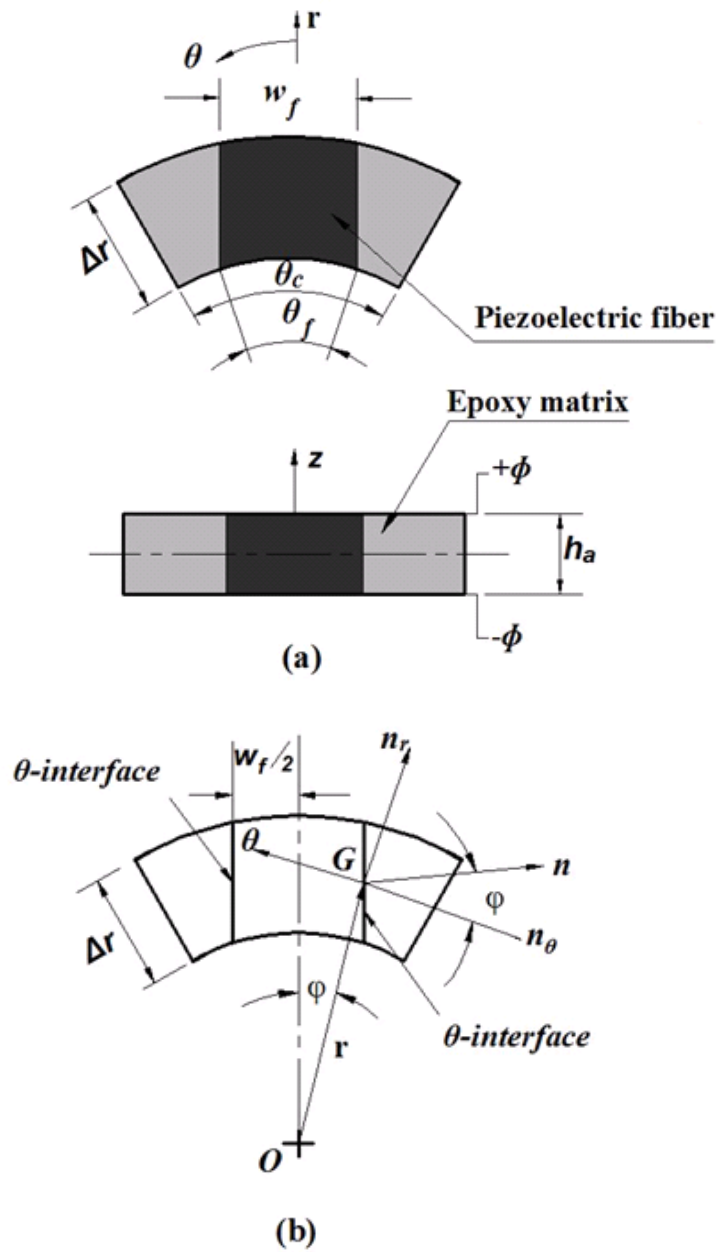 r
θ
w_f
Δr
θ_c
θ_f
Piezoelectric fiber
Epoxy matrix
z
+ϕ
h_a
-ϕ
(a)
n_r
w_f/2
θ-interface
θ
G
n
φ
n_θ
Δr
φ
θ-interface
r
O
(b)